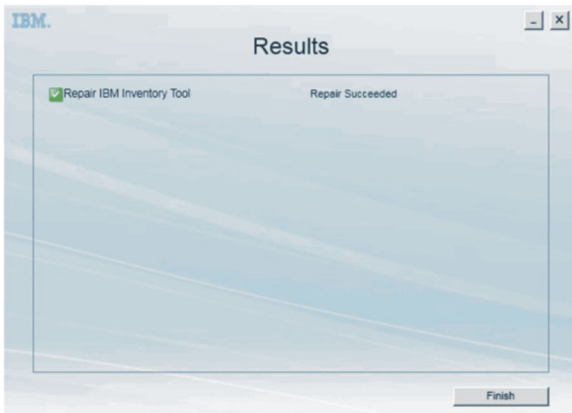 IBM.
Results
Repair IBM Inventory Tool Repair Succeeded
Finish